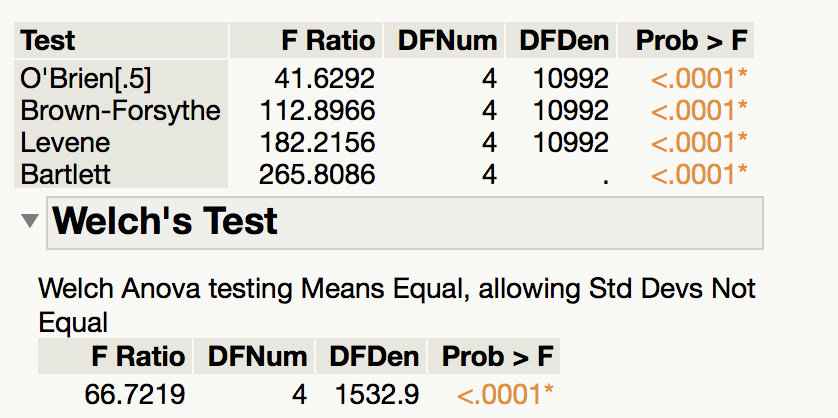 Test F Ratio DFNum DFDen Prob > F
O'Brien[.5] 41.6292 4 10992 <.0001*
Brown-Forsythe 112.8966 4 10992 <.0001*
Levene 182.2156 4 10992 <.0001*
Bartlett 265.8086 4 . <.0001*
Welch's Test
Welch Anova testing Means Equal, allowing Std Devs Not
Equal
F Ratio DFNum DFDen Prob > F
66.7219 4 1532.9 <.0001*